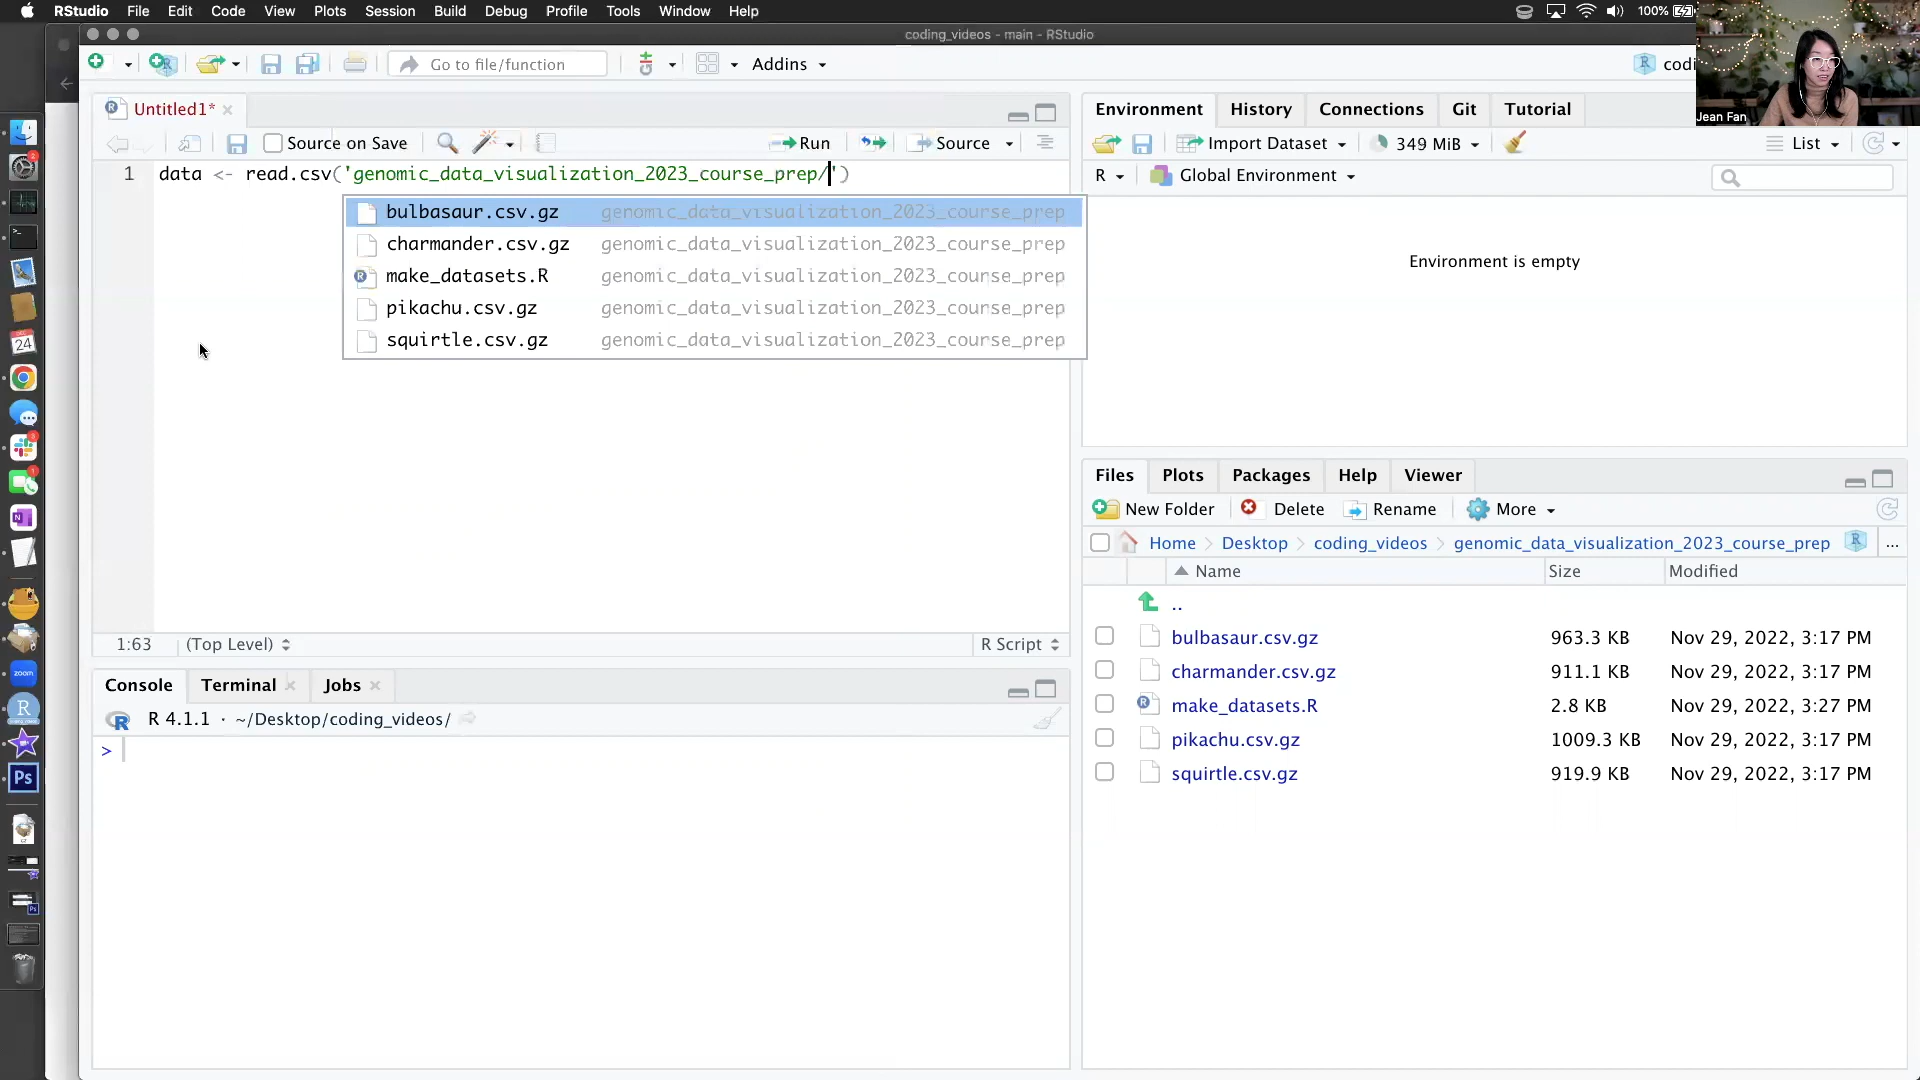 RStudio File Edit Code View Plots Session Build Debug Profile Tools Window Help 100%
coding_videos - main - RStudio
Go to file/function Addins codi
Jean Fan
Untitled1*
Source on Save Run Source
1 data <- read.csv('genomic_data_visualization_2023_course_prep/')
bulbasaur.csv.gz genomic_data_visualization_2023_course_prep
charmander.csv.gz genomic_data_visualization_2023_course_prep
make_datasets.R genomic_data_visualization_2023_course_prep
pikachu.csv.gz genomic_data_visualization_2023_course_prep
squirtle.csv.gz genomic_data_visualization_2023_course_prep
1:63 (Top Level) R Script
Console Terminal Jobs
R 4.1.1 · ~/Desktop/coding_videos/
>
Environment History Connections Git Tutorial
Import Dataset 349 MiB List
R Global Environment
Environment is empty
Files Plots Packages Help Viewer
New Folder Delete Rename More
Home Desktop coding_videos genomic_data_visualization_2023_course_prep ...
Name Size Modified
..
bulbasaur.csv.gz 963.3 KB Nov 29, 2022, 3:17 PM
charmander.csv.gz 911.1 KB Nov 29, 2022, 3:17 PM
make_datasets.R 2.8 KB Nov 29, 2022, 3:27 PM
pikachu.csv.gz 1009.3 KB Nov 29, 2022, 3:17 PM
squirtle.csv.gz 919.9 KB Nov 29, 2022, 3:17 PM
24
zoom
R
Ps